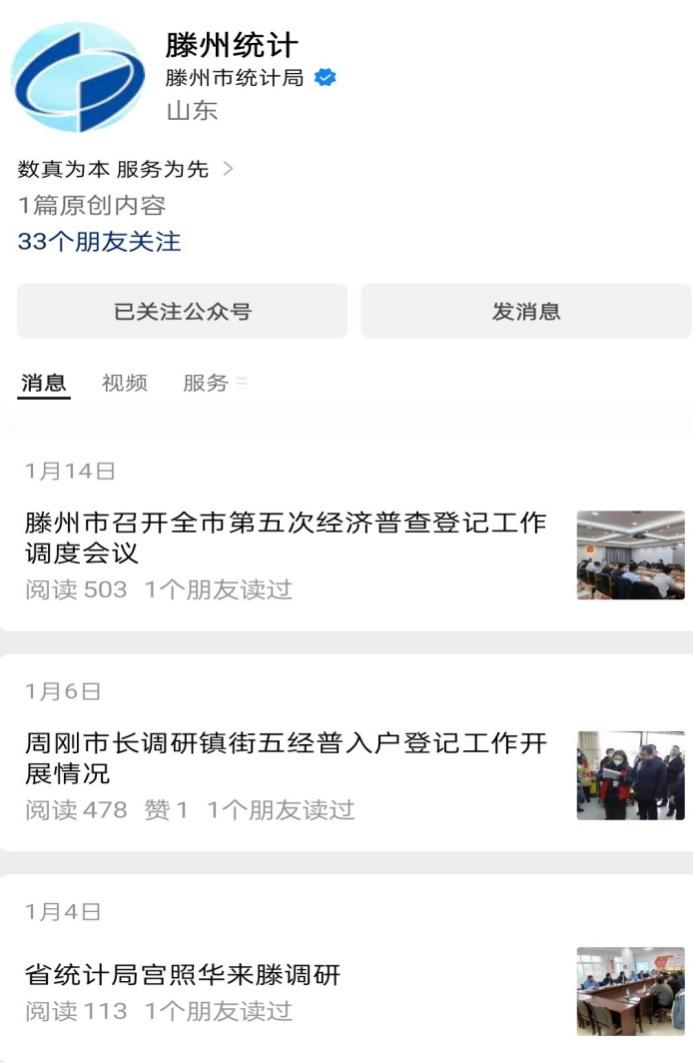 滕州统计
滕州市统计局
山东
数真为本 服务为先
1篇原创内容
33个朋友关注
已关注公众号
发消息
消息 视频 服务
1月14日
滕州市召开全市第五次经济普查登记工作
调度会议
阅读 503 1个朋友读过
1月6日
周刚市长调研镇街五经普入户登记工作开
展情况
阅读 478 赞 1 1个朋友读过
1月4日
省统计局宫照华来滕调研
阅读 113 1个朋友读过